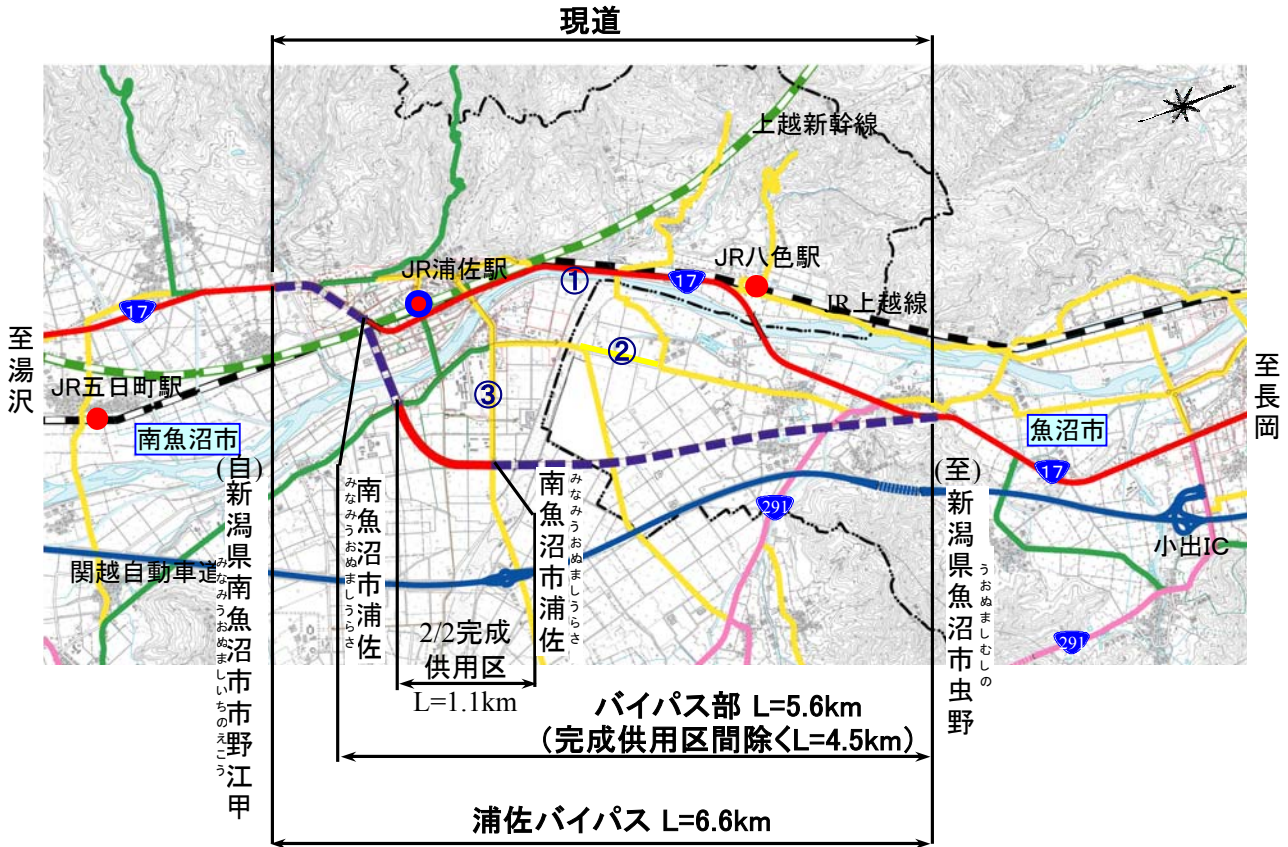 現道
上越新幹線
JR浦佐駅
①
17
JR八色駅
JR上越線
17
至湯沢
至長岡
②
JR五日町駅
③
南魚沼市
魚沼市
17
291
小出IC
関越自動車道
291
(自)新潟県南魚沼市市野江甲
みなみうおぬましいちのえこう
南魚沼市浦佐
みなみうおぬましうらさ
南魚沼市浦佐
みなみうおぬましうらさ
(至)新潟県魚沼市虫野
うおぬましむしの
2/2完成
供用区
L=1.1km
バイパス部 L=5.6km
(完成供用区間除くL=4.5km)
浦佐バイパス L=6.6km